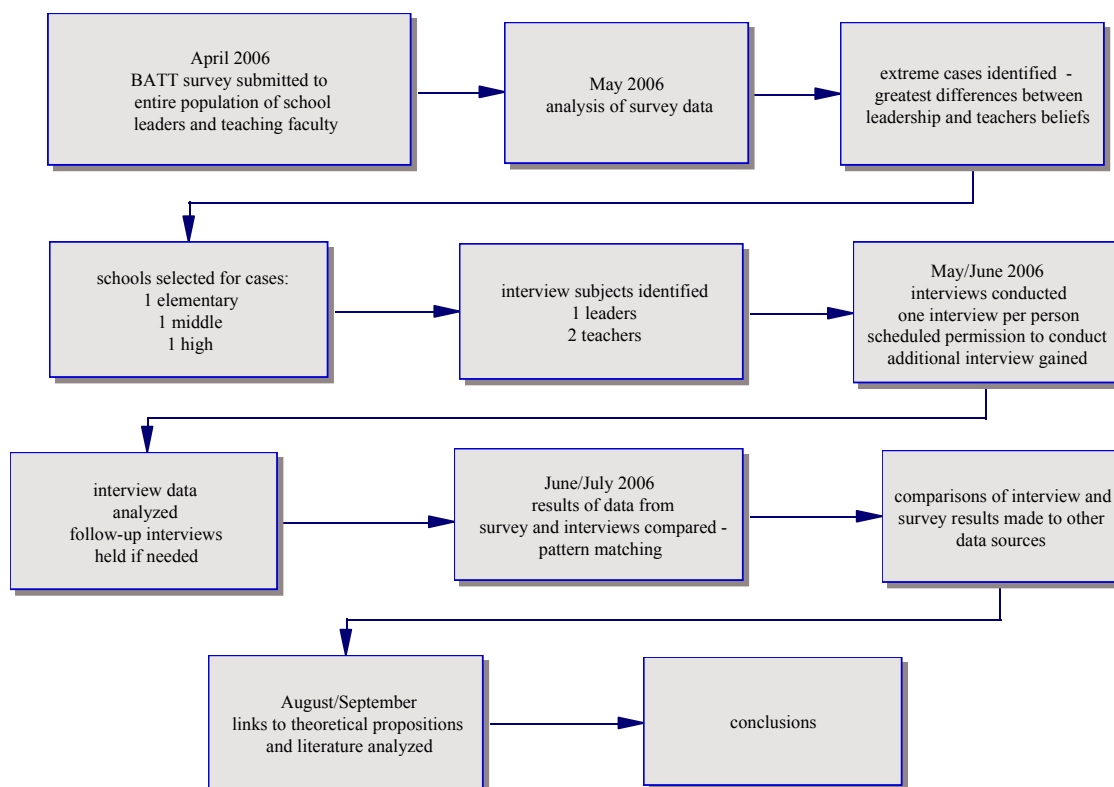 April 2006
BATT survey submitted to
entire population of school
leaders and teaching faculty
May 2006
analysis of survey data
extreme cases identified -
greatest differences between
leadership and teachers beliefs
schools selected for cases:
1 elementary
1 middle
1 high
interview subjects identified
1 leaders
2 teachers
May/June 2006
interviews conducted
one interview per person
scheduled permission to conduct
additional interview gained
interview data
analyzed
follow-up interviews
held if needed
June/July 2006
results of data from
survey and interviews compared -
pattern matching
comparisons of interview and
survey results made to other
data sources
August/September
links to theoretical propositions
and literature analyzed
conclusions